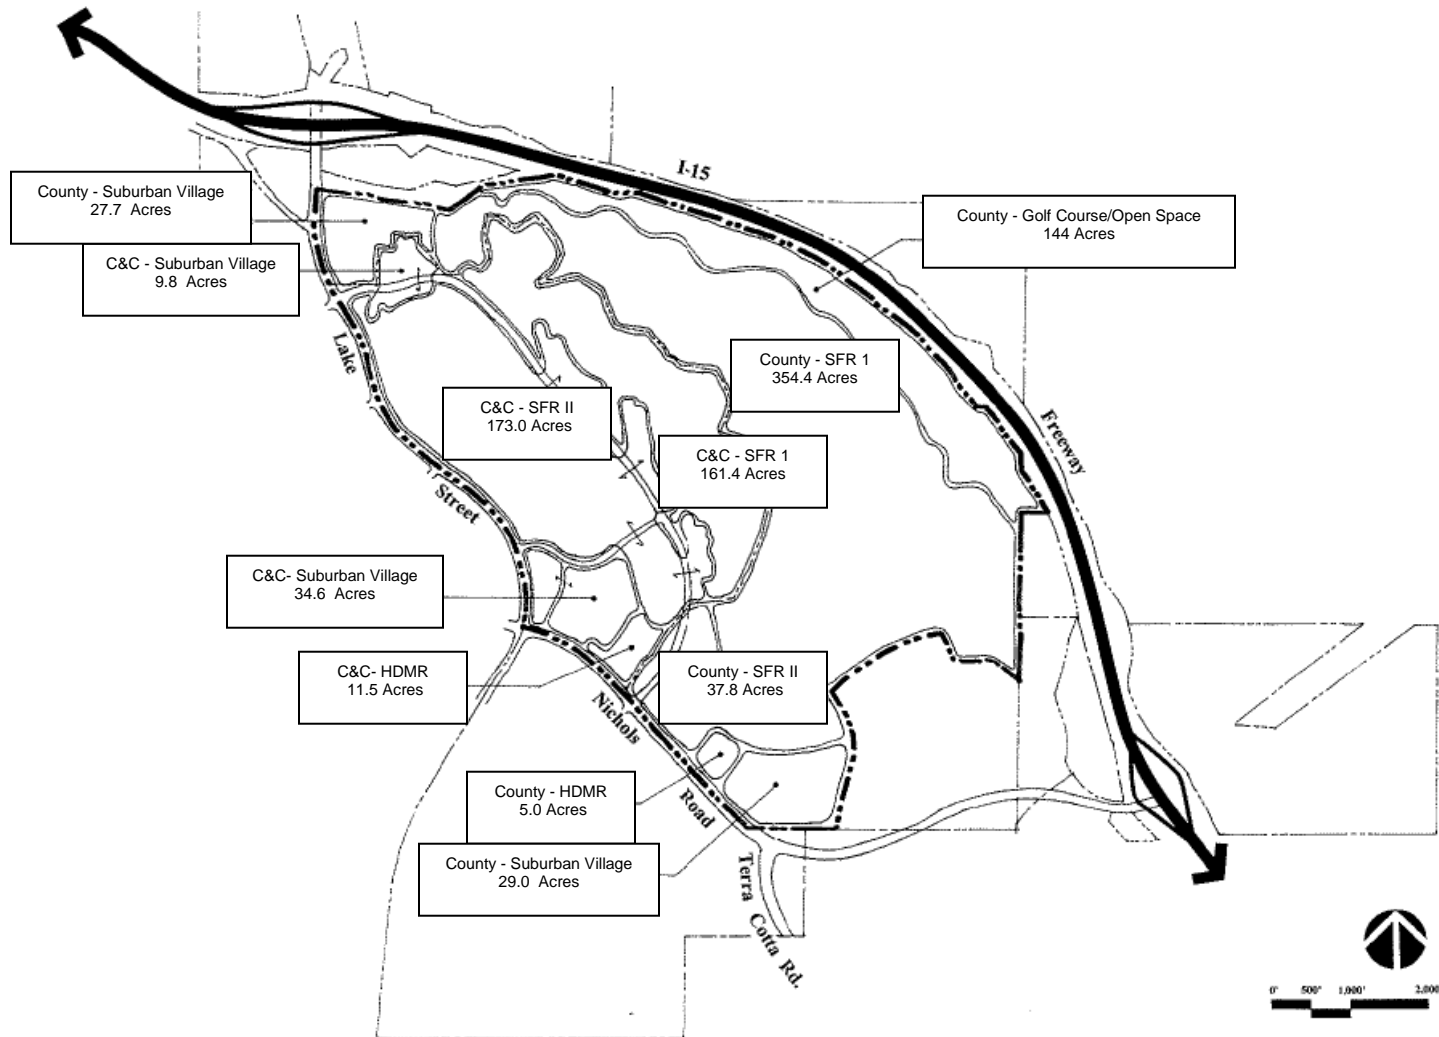 I-15
County - Suburban Village
27.7 Acres
County - Golf Course/Open Space
144 Acres
C&C - Suburban Village
9.8 Acres
Lake
County - SFR 1
354.4 Acres
C&C - SFR II
173.0 Acres
Freeway
C&C - SFR 1
161.4 Acres
Street
C&C- Suburban Village
34.6 Acres
C&C- HDMR
11.5 Acres
County - SFR II
37.8 Acres
Nichols
County - HDMR
5.0 Acres
Road
County - Suburban Village
29.0 Acres
Terra Cotta Rd.
0' 500' 1,000' 2,000